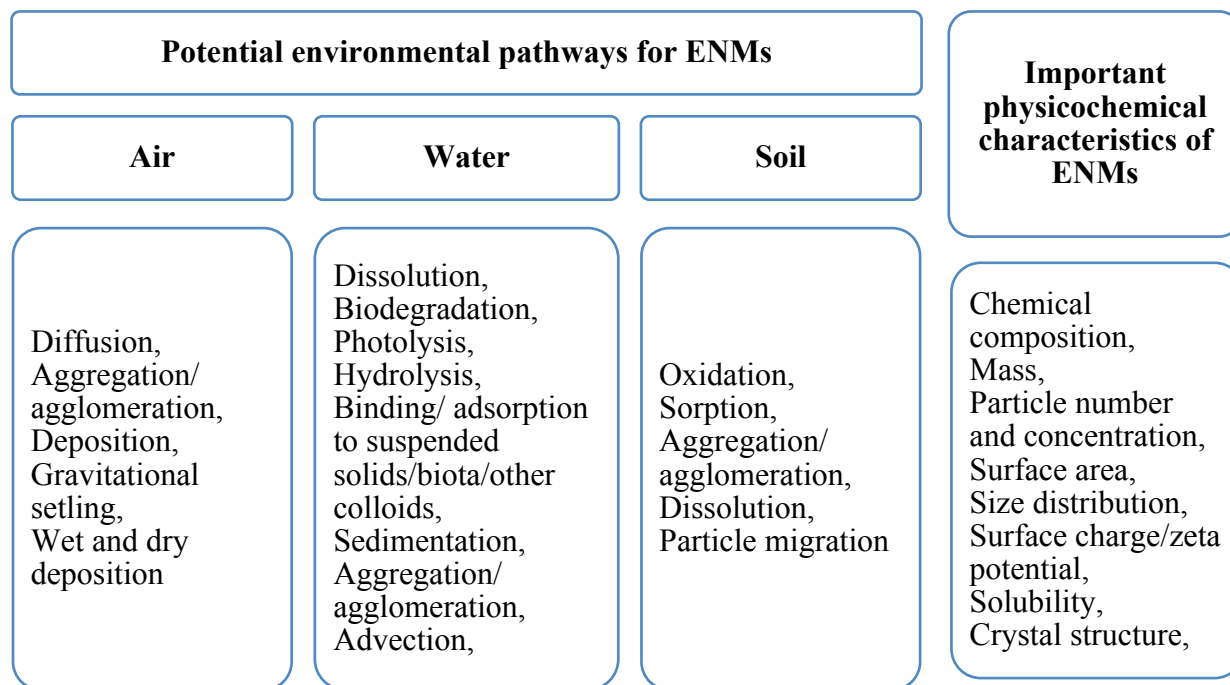 Potential environmental pathways for ENMs
Air
Water
Soil
Important
physicochemical
characteristics of
ENMs
Diffusion,
Aggregation/
agglomeration,
Deposition,
Gravitational
setling,
Wet and dry
deposition
Dissolution,
Biodegradation,
Photolysis,
Hydrolysis,
Binding/ adsorption
to suspended
solids/biota/other
colloids,
Sedimentation,
Aggregation/
agglomeration,
Advection,
Oxidation,
Sorption,
Aggregation/
agglomeration,
Dissolution,
Particle migration
Chemical
composition,
Mass,
Particle number
and concentration,
Surface area,
Size distribution,
Surface charge/zeta
potential,
Solubility,
Crystal structure,